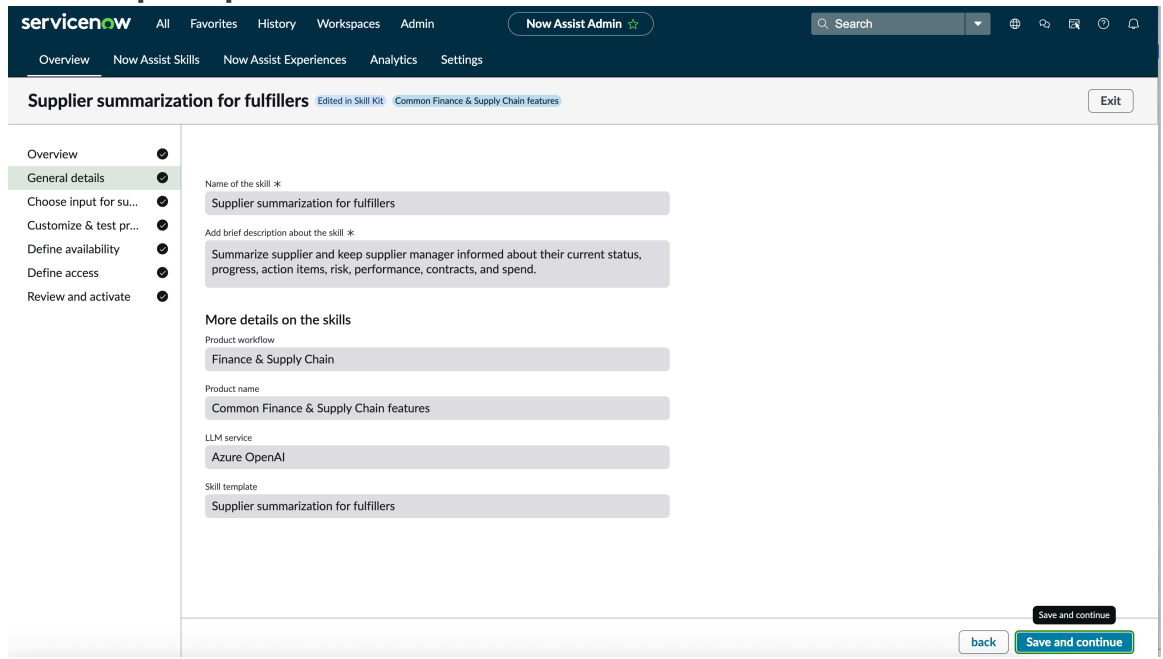 servicenow All Favorites History Workspaces Admin Now Assist Admin Search
Overview Now Assist Skills Now Assist Experiences Analytics Settings
Supplier summarization for fulfillers Edited in Skill Kit Common Finance & Supply Chain features Exit
Overview
General details
Choose input for su...
Customize & test pr...
Define availability
Define access
Review and activate
Name of the skill *
Supplier summarization for fulfillers
Add brief description about the skill *
Summarize supplier and keep supplier manager informed about their current status,
progress, action items, risk, performance, contracts, and spend.
More details on the skills
Product workflow
Finance & Supply Chain
Product name
Common Finance & Supply Chain features
LLM service
Azure OpenAI
Skill template
Supplier summarization for fulfillers
Save and continue
back Save and continue